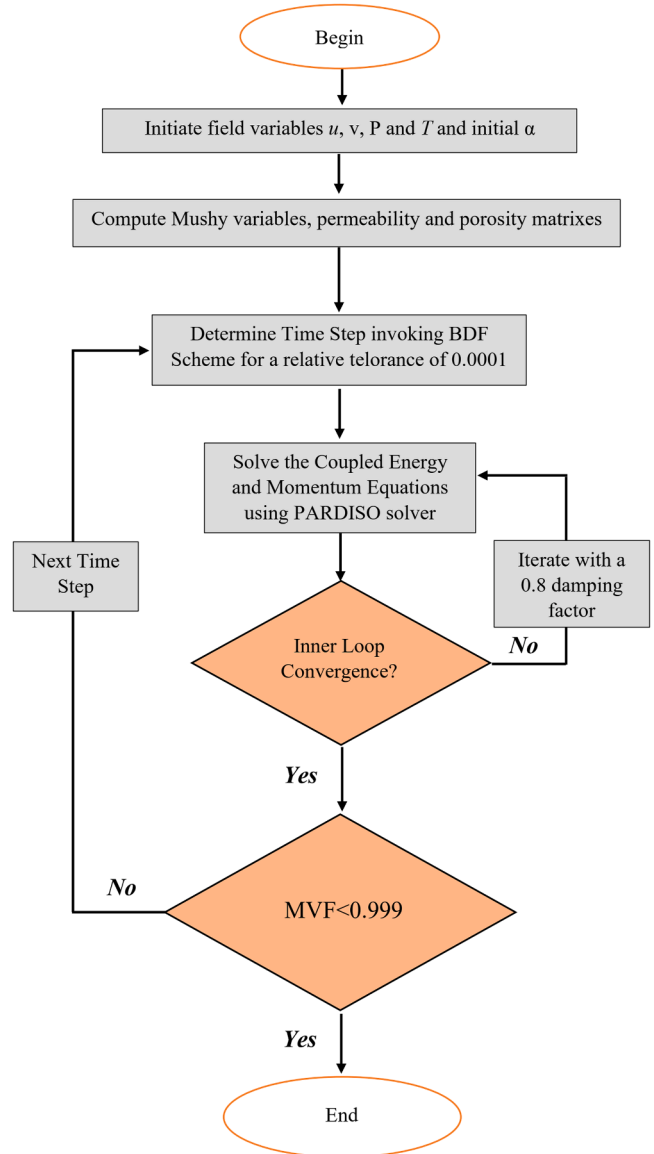 Begin
Initiate field variables u, v, P and T and initial α
Compute Mushy variables, permeability and porosity matrixes
Determine Time Step invoking BDF
Scheme for a relative telorance of 0.0001
Solve the Coupled Energy
and Momentum Equations
using PARDISO solver
Next Time
Step
Iterate with a
0.8 damping
factor
Inner Loop
Convergence?
No
Yes
No
MVF<0.999
Yes
End